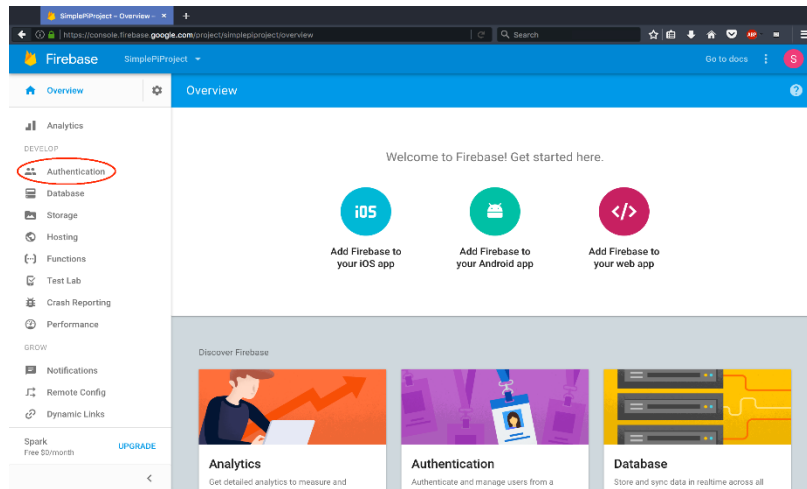 SimplePiProject - Overview -
https://console.firebase.google.com/project/simplepiproject/overview
Search
ABP
Firebase
SimplePiProject
Go to docs
S
Overview
Overview
?
Analytics
DEVELOP
Authentication
Database
Storage
Hosting
Functions
Test Lab
Crash Reporting
Performance
GROW
Notifications
Remote Config
Dynamic Links
Spark
Free $0/month
UPGRADE
Welcome to Firebase! Get started here.
iOS
Add Firebase to
your iOS app
Add Firebase to
your Android app
</>
Add Firebase to
your web app
Discover Firebase
Analytics
Get detailed analytics to measure and
Authentication
Authenticate and manage users from a
Database
Store and sync data in realtime across all